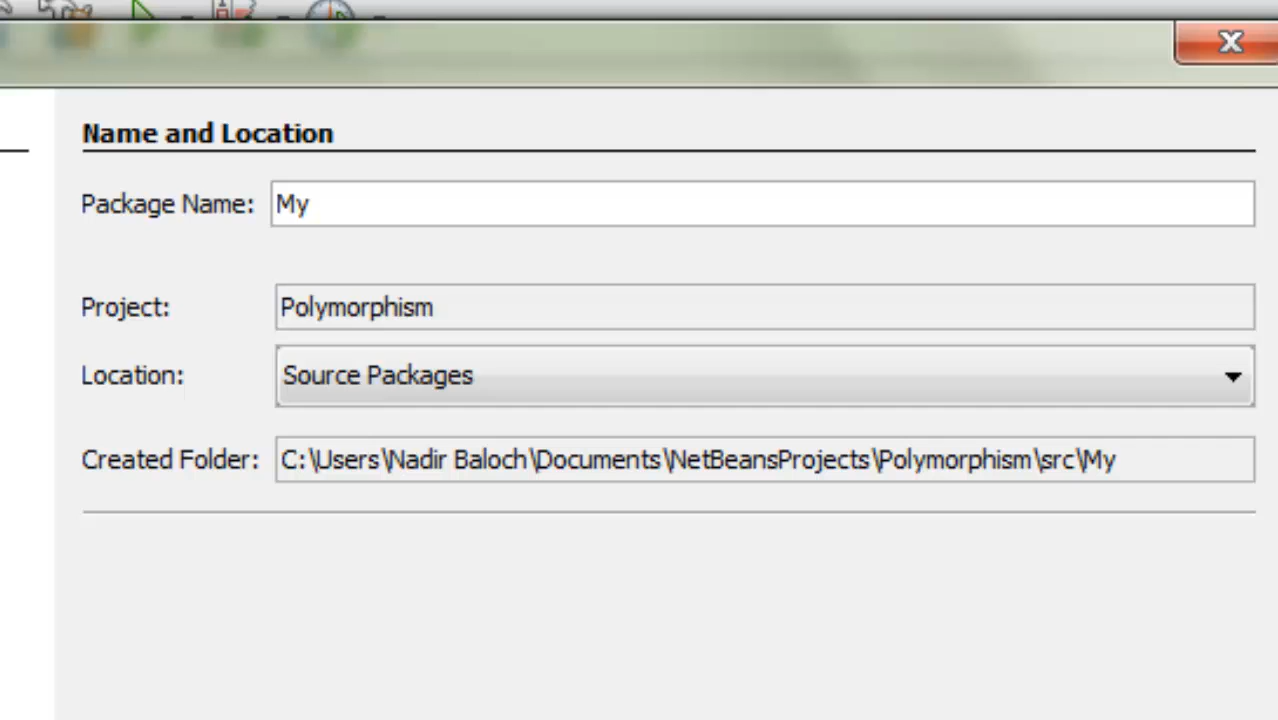 Name and Location
Package Name: My
Project: Polymorphism
Location: Source Packages
Created Folder: C:\Users\Nadir Baloch\Documents\NetBeansProjects\Polymorphism\src\My